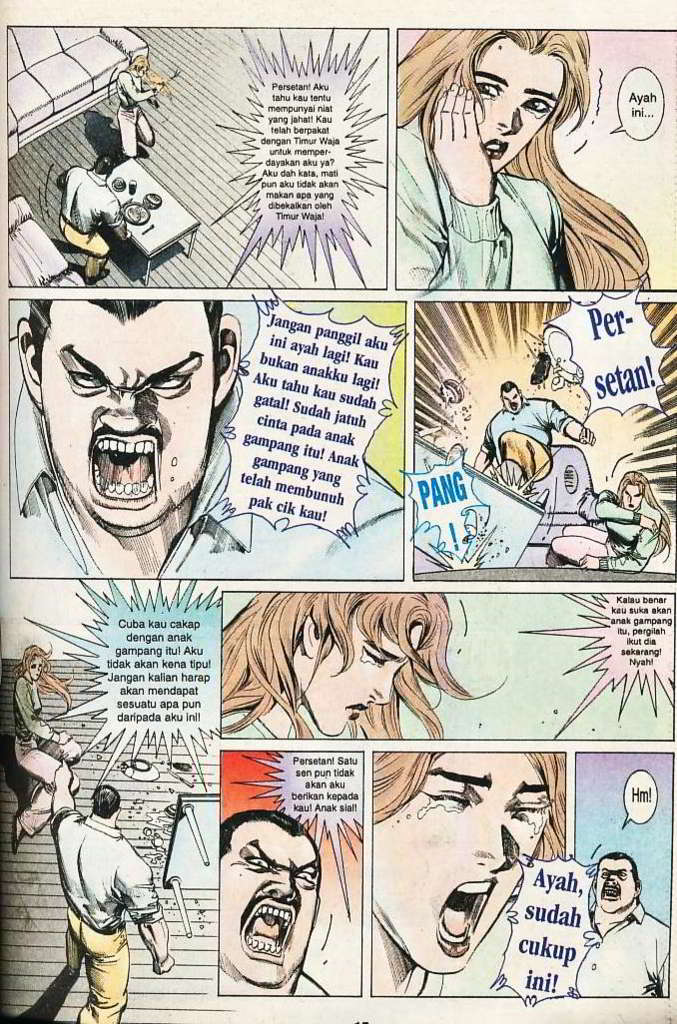 Persetan! Aku
tahu kau tentu
mempunyai niat
yang jahat! Kau
telah berpakat
dengan Timur Waja
untuk memper-
dayakan aku ya?
Aku dah kata, mati
pun aku tidak akan
makan apa yang
dibekalkan oleh
Timur Waja!
Ayah
ini...
Jangan panggil aku
ini ayah lagi! Kau
bukan anakku lagi!
Aku tahu kau sudah
gatal! Sudah jatuh
cinta pada anak
gampang itu! Anak
gampang yang
telah membunuh
pak cik kau!
Per-
setan!
PANG
!
Cuba kau cakap
dengan anak
gampang itu! Aku
tidak akan kena tipu!
Jangan kalian harap
akan mendapat
sesuatu apa pun
daripada aku ini!
Kalau benar
kau suka akan
anak gampang
itu, pergilah
ikut dia
sekarang!
Nyah!
Persetan! Satu
sen pun tidak
akan aku
berikan kepada
kau! Anak sial!
Ayah,
sudah
cukup
ini!
Hm!